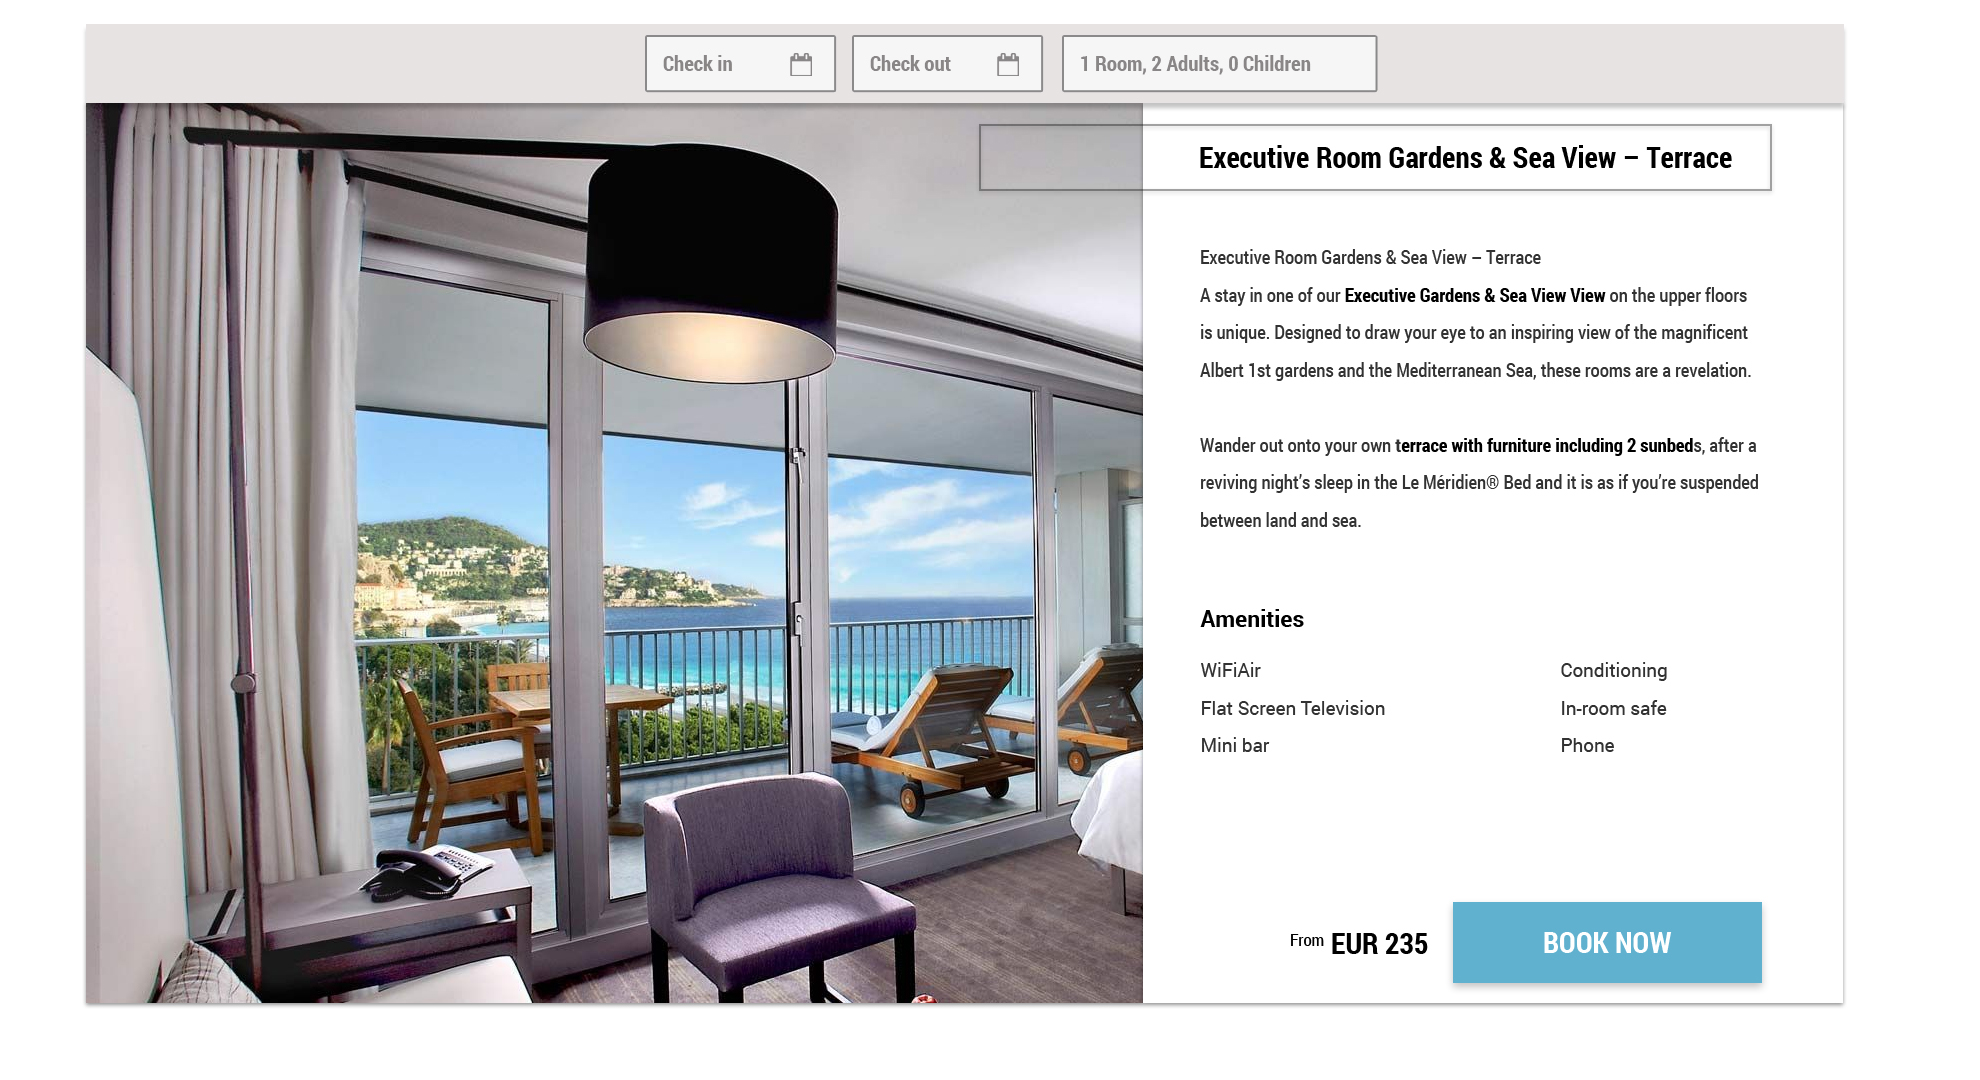 Check in
Check out
1 Room, 2 Adults, 0 Children
Executive Room Gardens & Sea View – Terrace
Executive Room Gardens & Sea View – Terrace
A stay in one of our Executive Gardens & Sea View View on the upper floors
is unique. Designed to draw your eye to an inspiring view of the magnificent
Albert 1st gardens and the Mediterranean Sea, these rooms are a revelation.
Wander out onto your own terrace with furniture including 2 sunbeds, after a
reviving night’s sleep in the Le Méridien® Bed and it is as if you’re suspended
between land and sea.
Amenities
WiFiAir
Conditioning
Flat Screen Television
In-room safe
Mini bar
Phone
From EUR 235
BOOK NOW